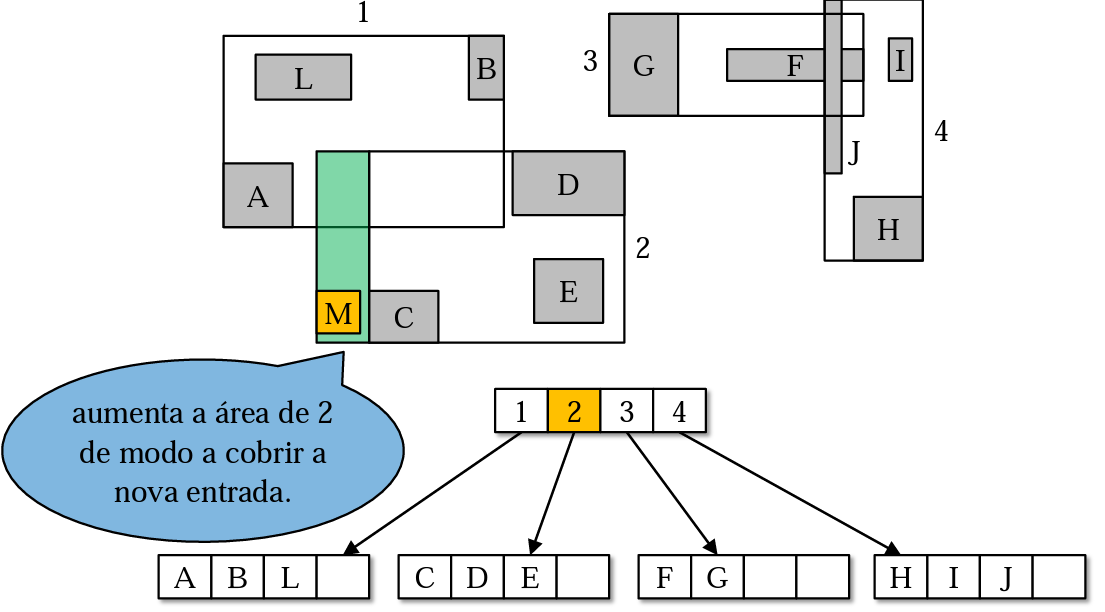 1
L
B
3
G
F
I
4
J
A
D
H
2
E
M
C
aumenta a área de 2
de modo a cobrir a
nova entrada.
1 2 3 4
A B L
C D E
F G
H I J